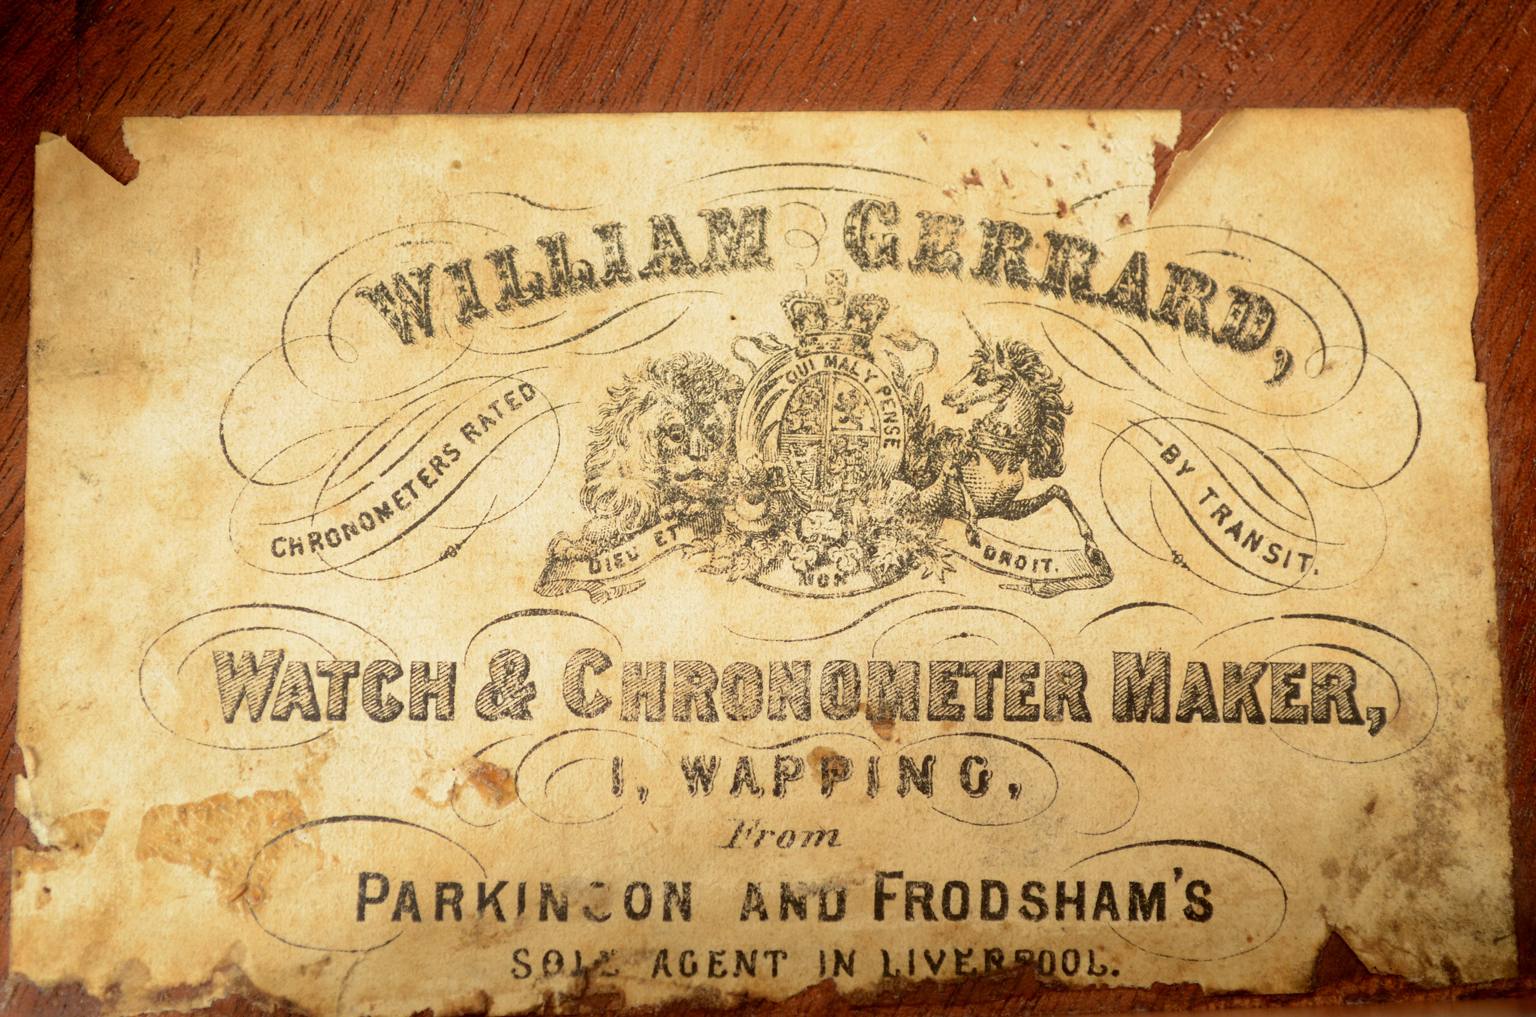 WILLIAM GERRARD,
QUI MAL Y PENSE
CHRONOMETERS RATED
BY TRANSIT.
DIEU ET MON DROIT.
WATCH & CHRONOMETER MAKER,
1, WAPPING,
From
PARKINSON AND FRODSHAM'S
SOLE AGENT IN LIVERPOOL.